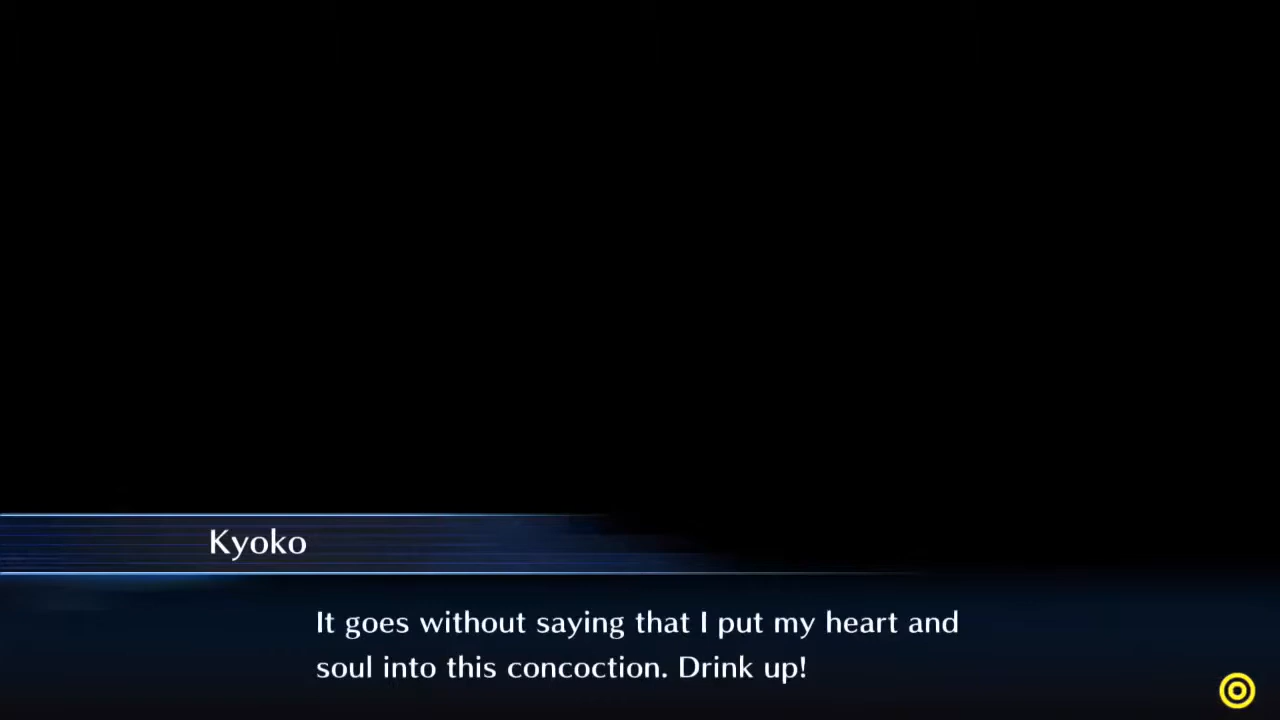 Kyoko
It goes without saying that I put my heart and
soul into this concoction. Drink up!